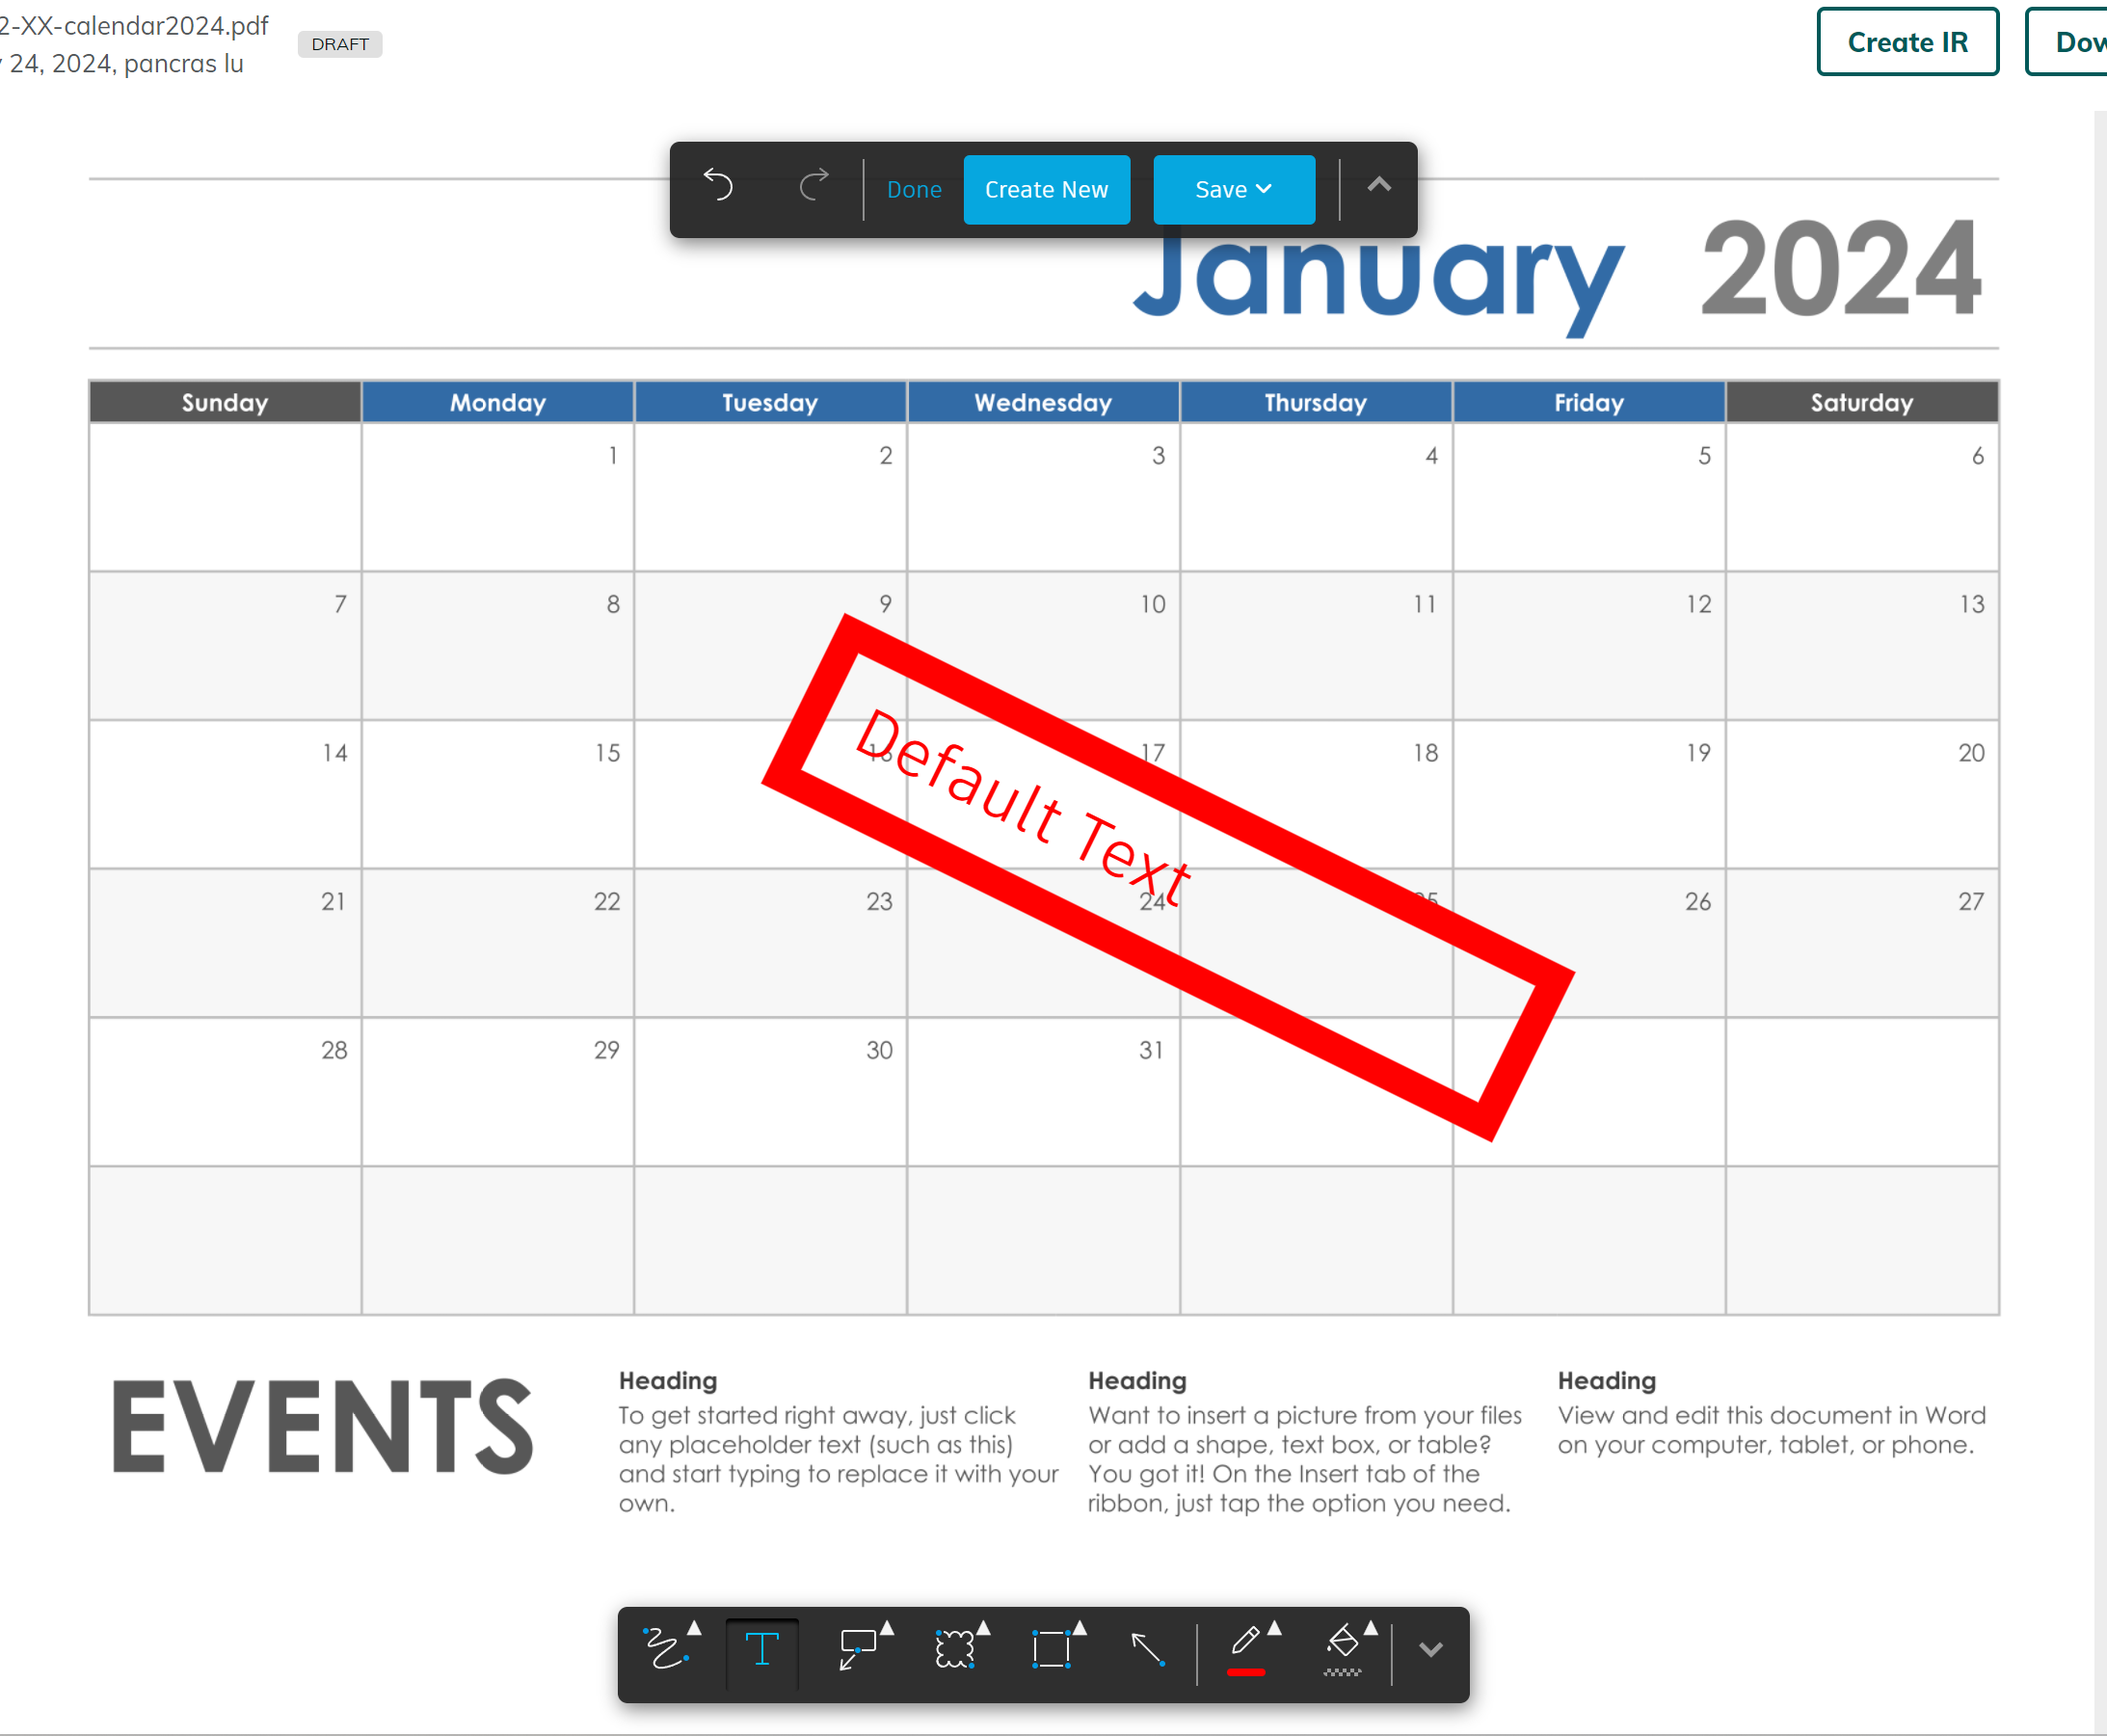 2-XX-calendar2024.pdf
24, 2024, pancras lu
DRAFT
Create IR
Done
Create New
Save
January 2024
Sunday Monday Tuesday Wednesday Thursday Friday Saturday
1 2 3 4 5 6
7 8 9 10 11 12 13
14 15 16 17 18 19 20
21 22 23 24 25 26 27
28 29 30 31
Default Text
EVENTS
Heading
To get started right away, just click
any placeholder text (such as this)
and start typing to replace it with your
own.
Heading
Want to insert a picture from your files
or add a shape, text box, or table?
You got it! On the Insert tab of the
ribbon, just tap the option you need.
Heading
View and edit this document in Word
on your computer, tablet, or phone.
T